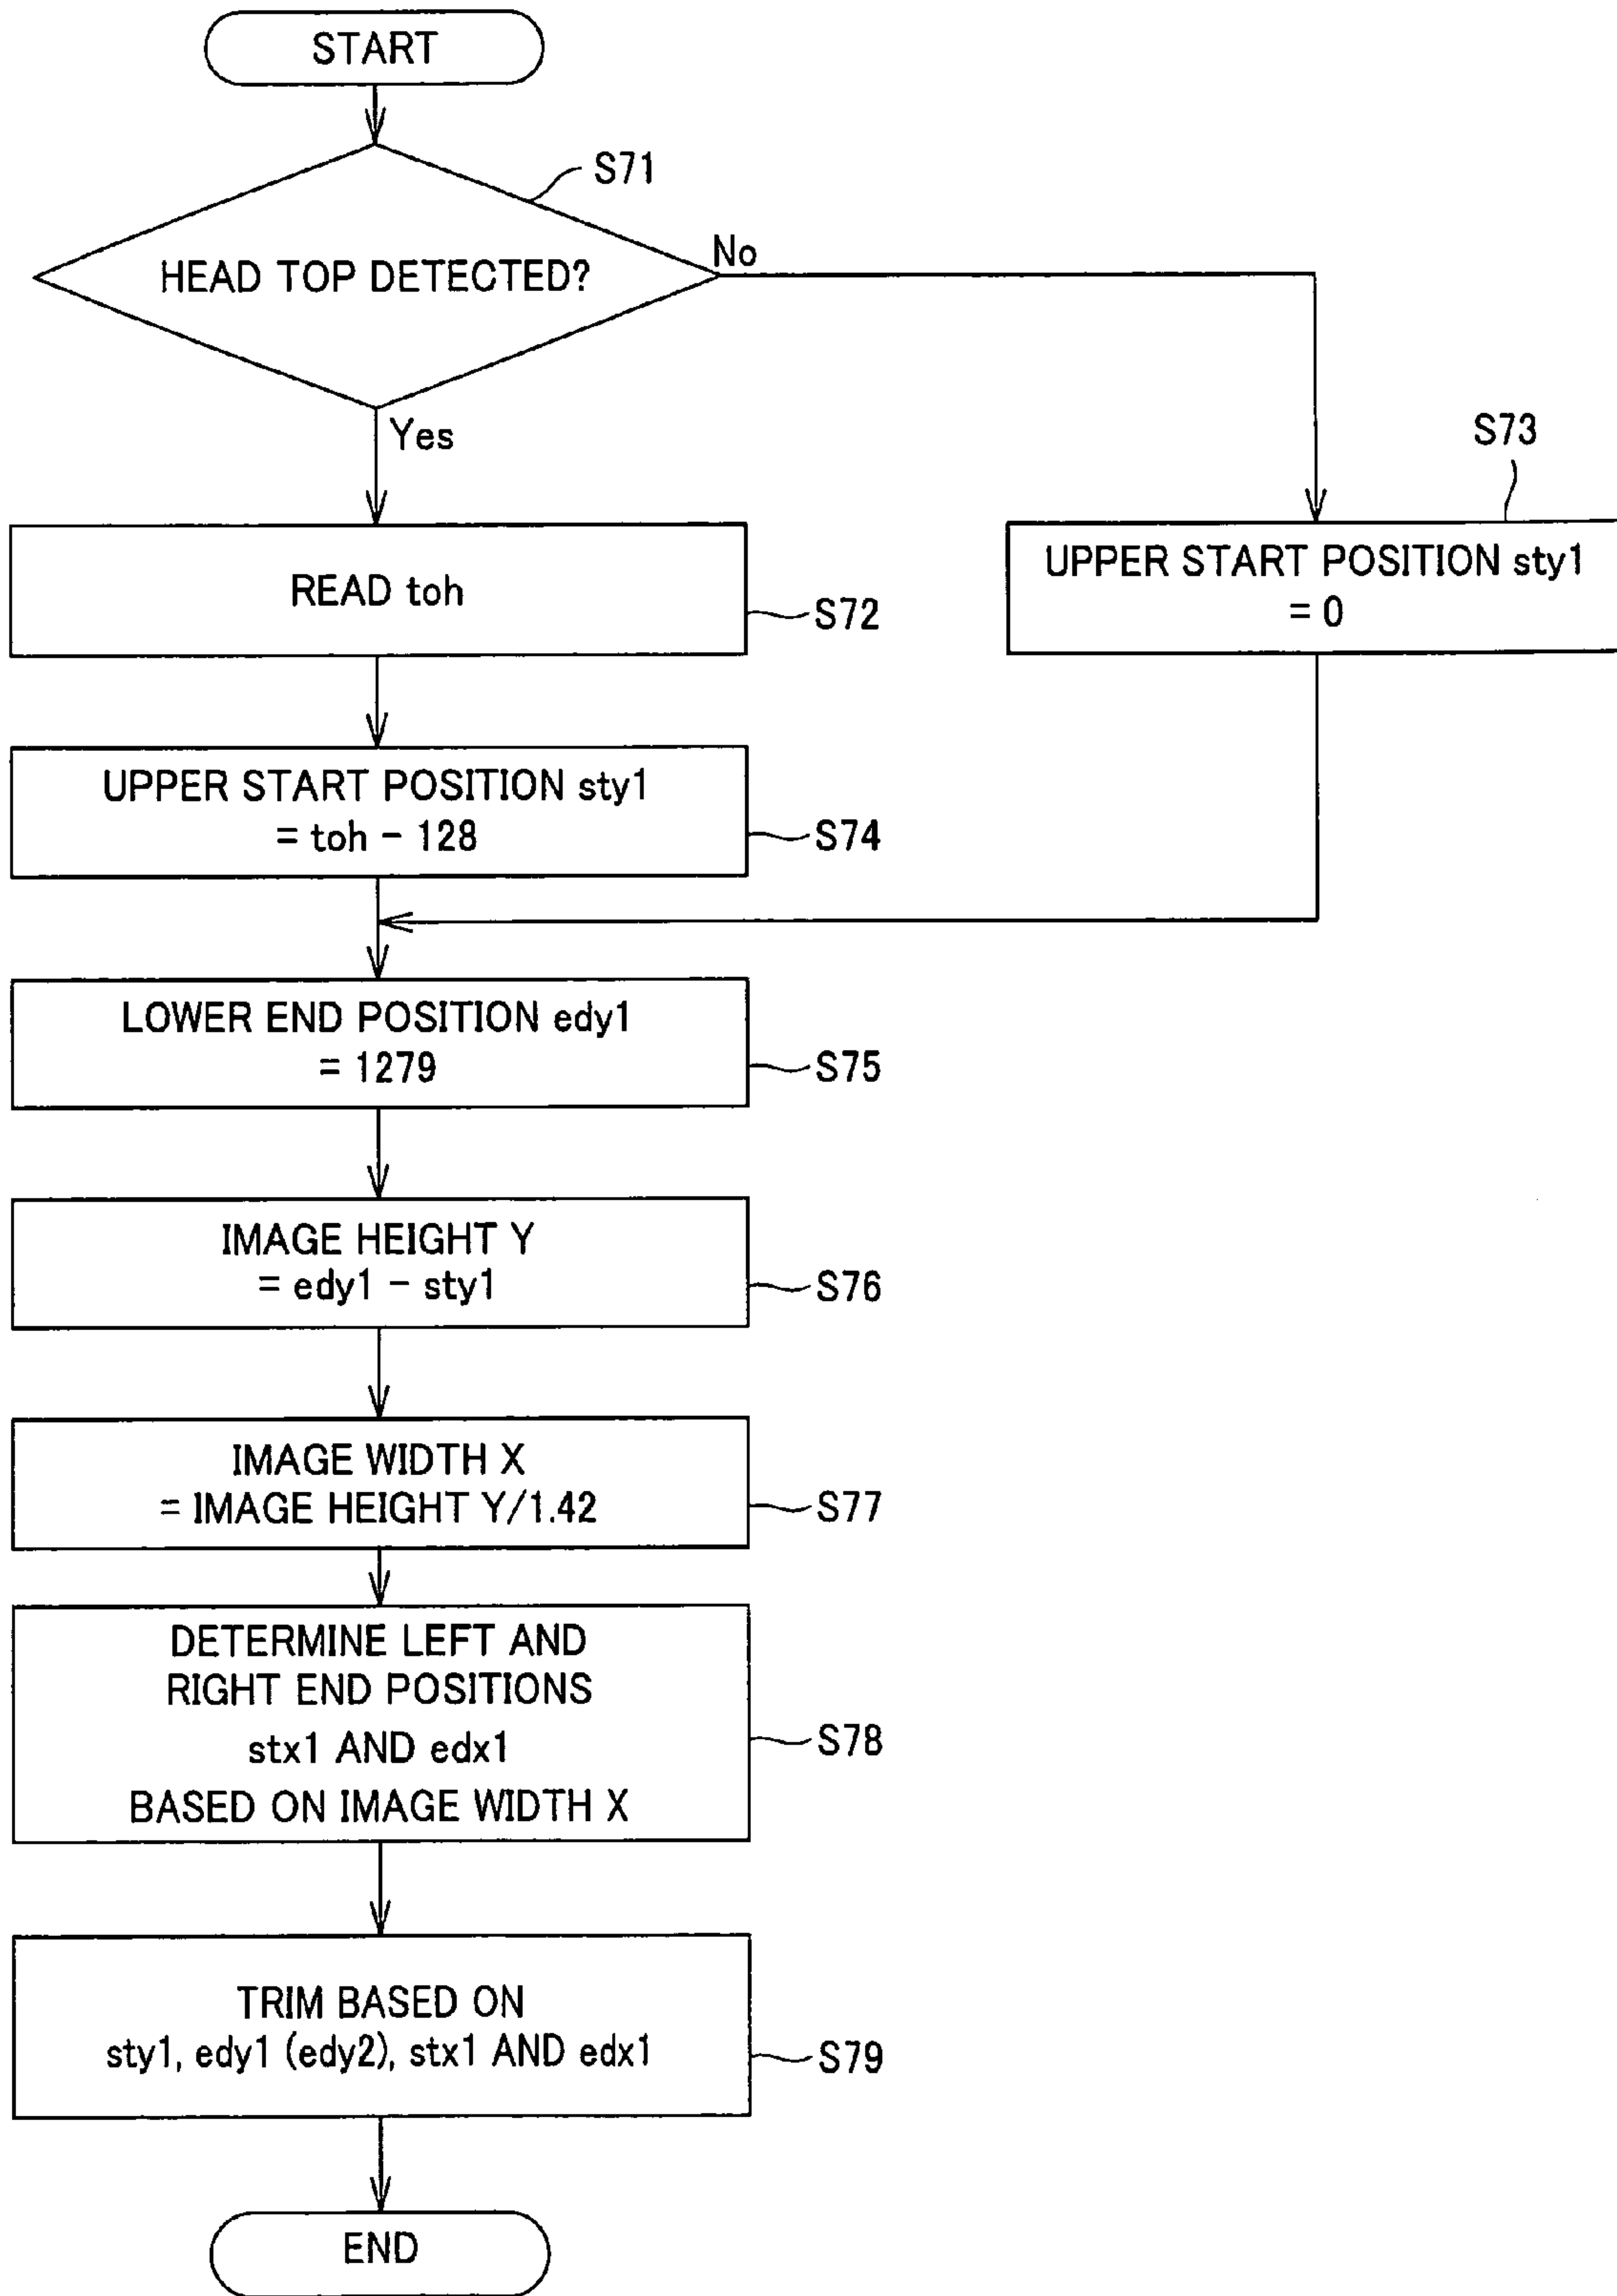 START
S71
HEAD TOP DETECTED?
No
Yes
S73
UPPER START POSITION sty1
= 0
READ toh
S72
UPPER START POSITION sty1
= toh - 128
S74
LOWER END POSITION edy1
= 1279
S75
IMAGE HEIGHT Y
= edy1 - sty1
S76
IMAGE WIDTH X
= IMAGE HEIGHT Y/1.42
S77
DETERMINE LEFT AND
RIGHT END POSITIONS
stx1 AND edx1
BASED ON IMAGE WIDTH X
S78
TRIM BASED ON
sty1, edy1 (edy2), stx1 AND edx1
S79
END